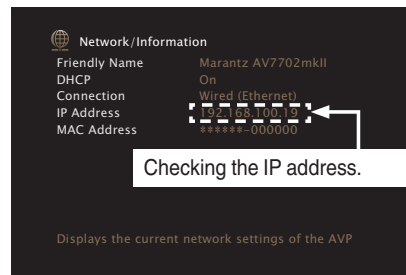 Network/Information
Friendly Name Marantz AV7702mkII
DHCP On
Connection Wired (Ethernet)
IP Address 192.168.100.19
MAC Address ******-000000
Checking the IP address.
Displays the current network settings of the AVP